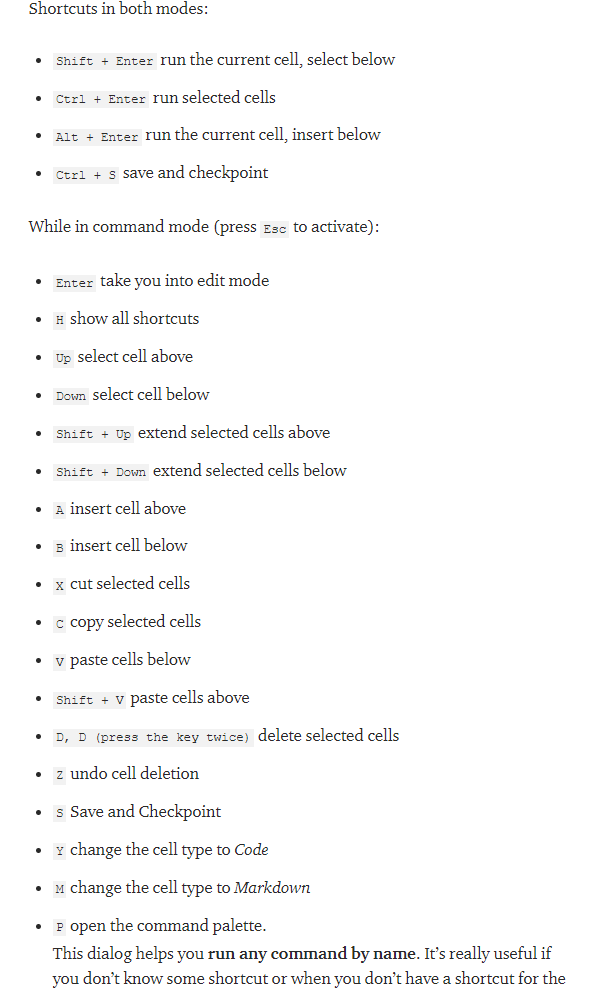 Shortcuts in both modes:
Shift + Enter run the current cell, select below
Ctrl + Enter run selected cells
Alt + Enter run the current cell, insert below
Ctrl + S save and checkpoint
While in command mode (press Esc to activate):
Enter take you into edit mode
H show all shortcuts
Up select cell above
Down select cell below
Shift + Up extend selected cells above
Shift + Down extend selected cells below
A insert cell above
B insert cell below
X cut selected cells
C copy selected cells
V paste cells below
Shift + V paste cells above
D, D (press the key twice) delete selected cells
Z undo cell deletion
S Save and Checkpoint
Y change the cell type to Code
M change the cell type to Markdown
P open the command palette.
This dialog helps you run any command by name. It’s really useful if
you don’t know some shortcut or when you don’t have a shortcut for the